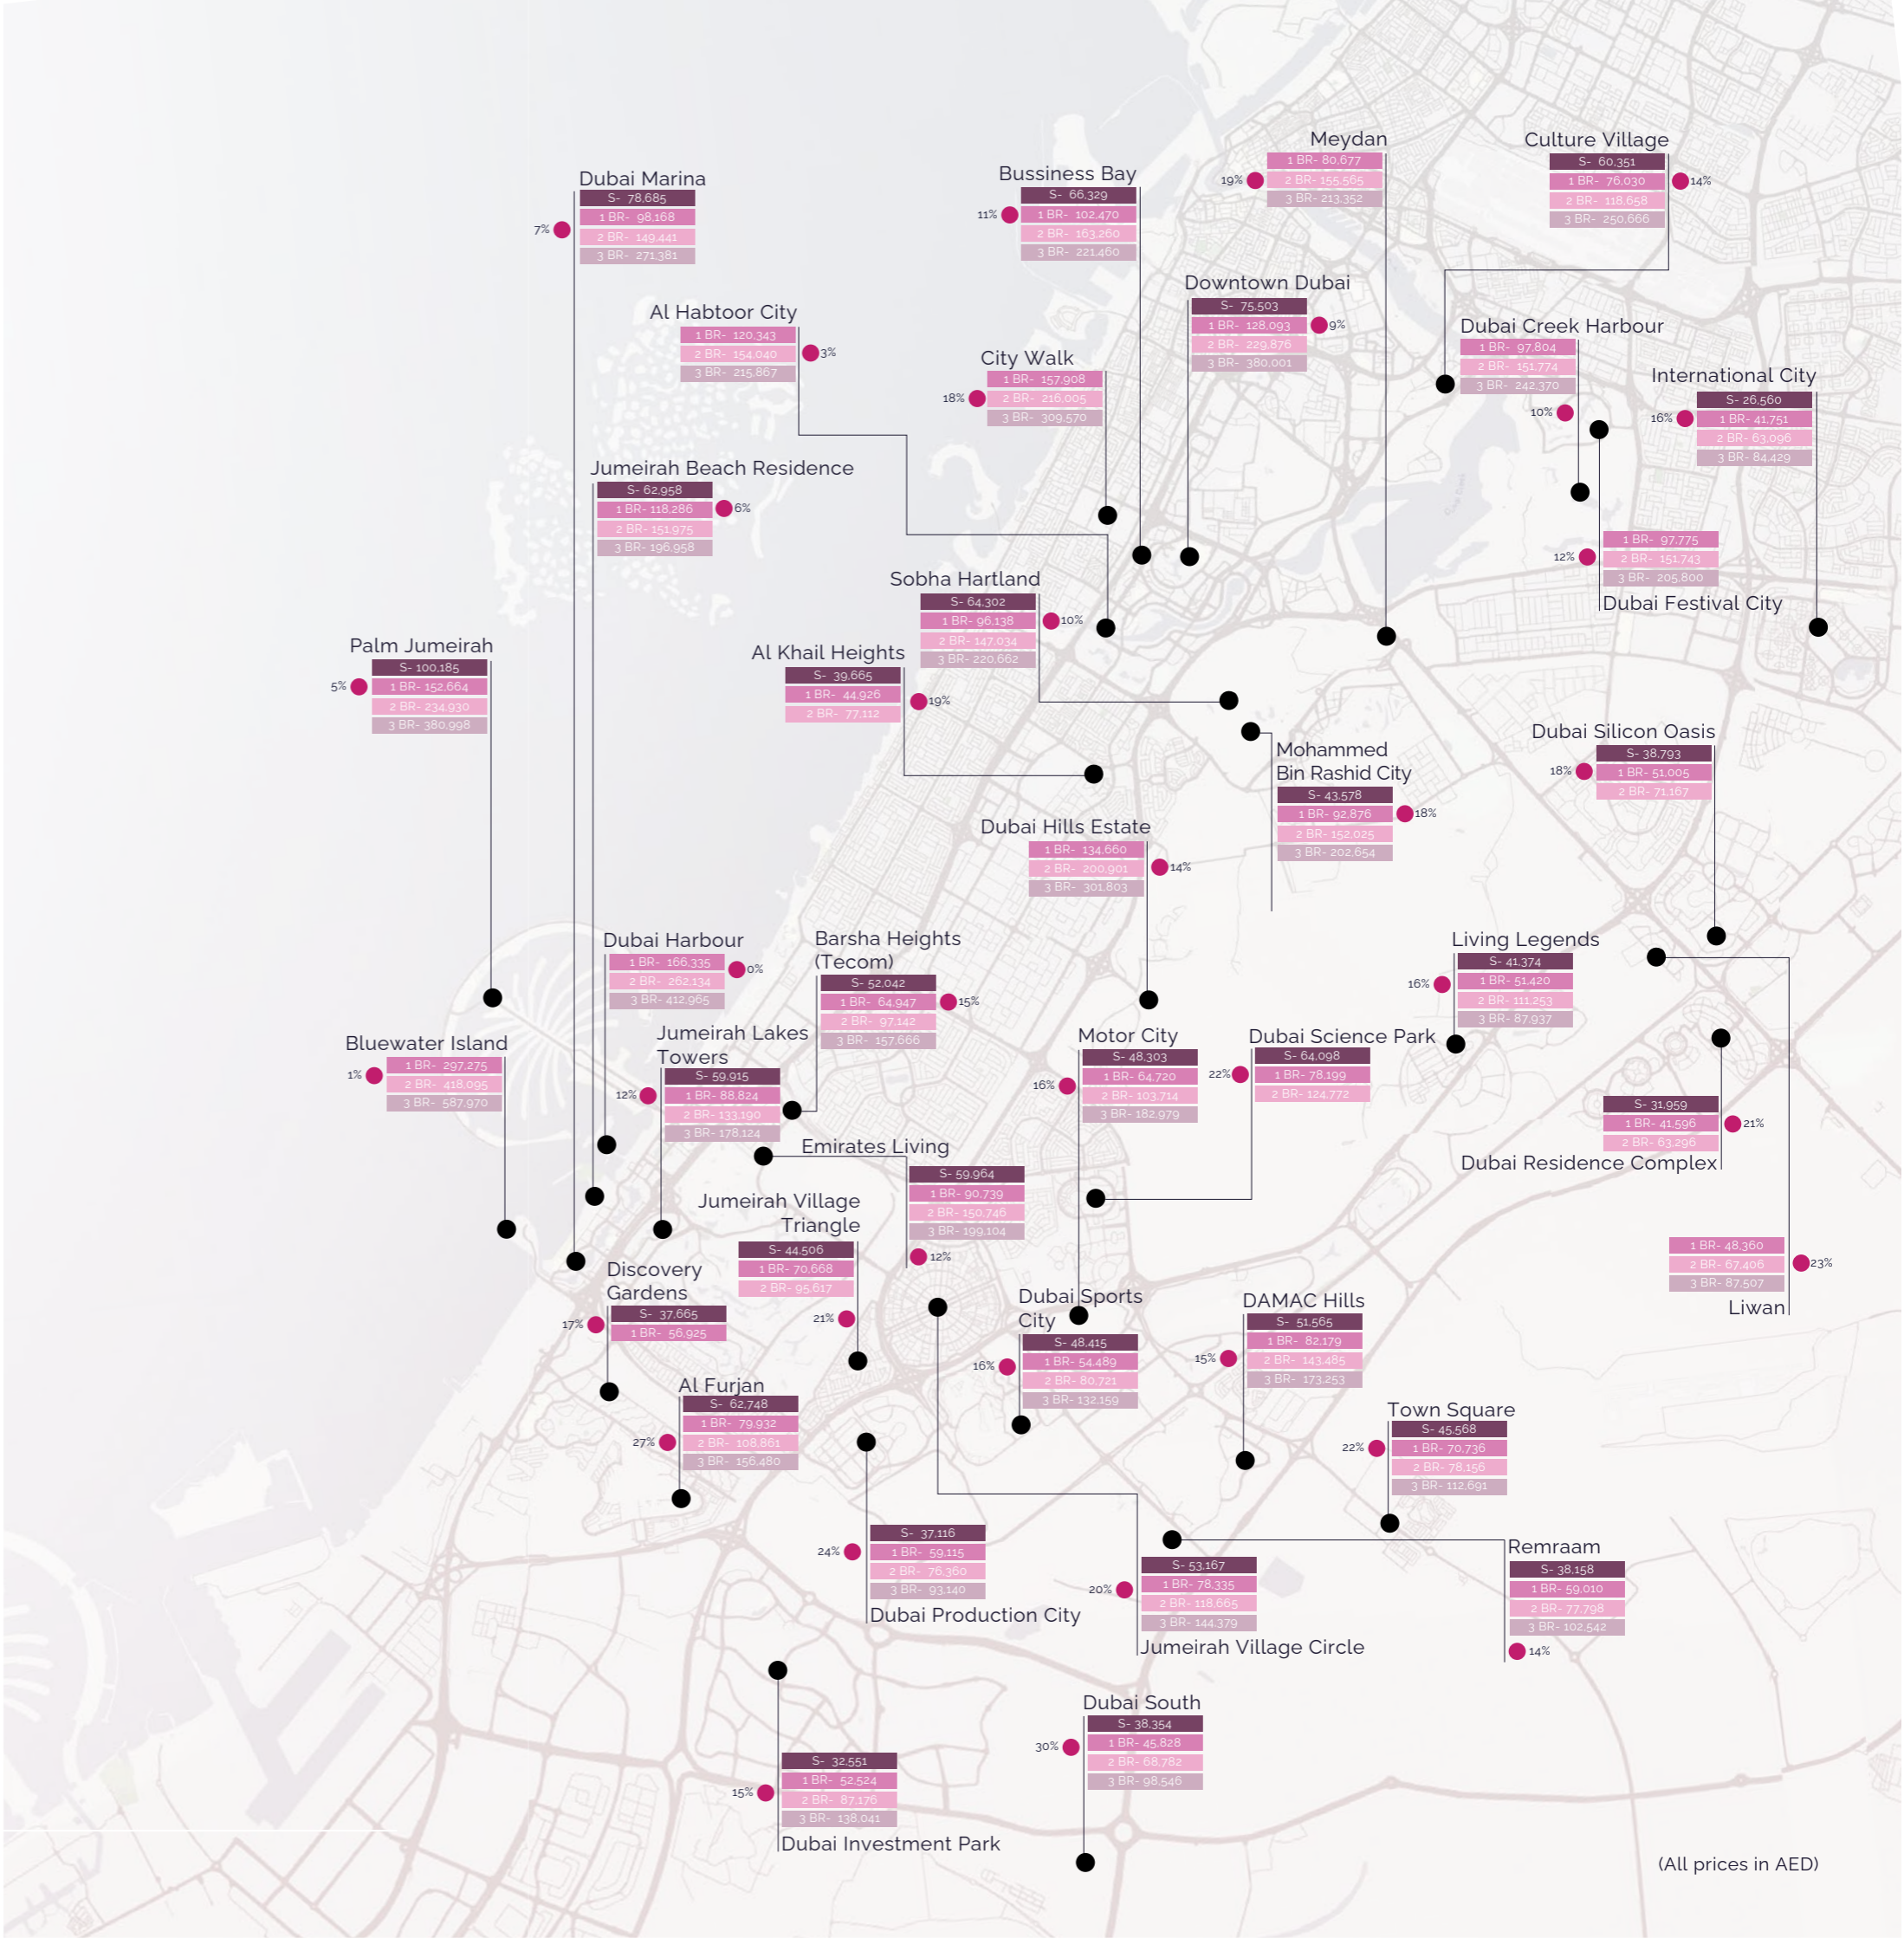 Meydan
1 BR- 80,677
2 BR- 155,565
3 BR- 213,352
19%
Culture Village
S- 60,351
1 BR- 76,030
2 BR- 118,658
3 BR- 250,666
14%
Dubai Marina
S- 78,685
1 BR- 98,168
2 BR- 149,441
3 BR- 271,381
7%
Bussiness Bay
S- 66,329
1 BR- 102,470
2 BR- 163,260
3 BR- 221,460
11%
Downtown Dubai
S- 75,503
1 BR- 128,093
2 BR- 229,876
3 BR- 380,001
9%
Al Habtoor City
1 BR- 120,343
2 BR- 154,040
3 BR- 215,867
3%
City Walk
1 BR- 157,908
2 BR- 216,005
3 BR- 309,570
18%
Dubai Creek Harbour
1 BR- 97,804
2 BR- 151,774
3 BR- 242,370
10%
International City
S- 26,560
1 BR- 41,751
2 BR- 63,096
3 BR- 84,429
16%
Jumeirah Beach Residence
S- 62,958
1 BR- 118,286
2 BR- 151,975
3 BR- 196,958
6%
1 BR- 97,775
2 BR- 151,743
3 BR- 205,800
12%
Dubai Festival City
Sobha Hartland
S- 64,302
1 BR- 96,138
2 BR- 147,034
3 BR- 220,662
10%
Palm Jumeirah
S- 100,185
1 BR- 152,664
2 BR- 234,930
3 BR- 380,998
5%
Al Khail Heights
S- 39,665
1 BR- 44,926
2 BR- 77,112
19%
Mohammed
Bin Rashid City
S- 43,578
1 BR- 92,876
2 BR- 152,025
3 BR- 202,654
18%
Dubai Silicon Oasis
S- 38,793
1 BR- 51,005
2 BR- 71,167
18%
Dubai Hills Estate
1 BR- 134,660
2 BR- 200,901
3 BR- 301,803
14%
Dubai Harbour
1 BR- 166,335
2 BR- 262,134
3 BR- 412,965
0%
Barsha Heights
(Tecom)
S- 52,042
1 BR- 64,947
2 BR- 97,142
3 BR- 157,666
15%
Living Legends
S- 41,374
1 BR- 51,420
2 BR- 111,253
3 BR- 87,937
16%
Bluewater Island
1 BR- 297,275
2 BR- 418,095
3 BR- 587,970
1%
Jumeirah Lakes
Towers
S- 59,915
1 BR- 88,824
2 BR- 133,190
3 BR- 178,124
12%
Motor City
S- 48,303
1 BR- 64,720
2 BR- 103,714
3 BR- 182,979
16%
Dubai Science Park
S- 64,098
1 BR- 78,199
2 BR- 124,772
22%
S- 31,959
1 BR- 41,596
2 BR- 63,296
21%
Dubai Residence Complex
Emirates Living
S- 59,964
1 BR- 90,739
2 BR- 150,746
3 BR- 199,104
12%
Jumeirah Village
Triangle
S- 44,506
1 BR- 70,668
2 BR- 95,617
21%
1 BR- 48,360
2 BR- 67,406
3 BR- 87,507
23%
Liwan
Discovery
Gardens
S- 37,665
1 BR- 56,925
17%
Dubai Sports
City
S- 48,415
1 BR- 54,489
2 BR- 80,721
3 BR- 132,159
16%
DAMAC Hills
S- 51,565
1 BR- 82,179
2 BR- 143,485
3 BR- 173,253
15%
Al Furjan
S- 62,748
1 BR- 79,932
2 BR- 108,861
3 BR- 156,480
27%
Town Square
S- 45,568
1 BR- 70,736
2 BR- 78,156
3 BR- 112,691
22%
S- 37,116
1 BR- 59,115
2 BR- 76,360
3 BR- 93,140
24%
Dubai Production City
S- 53,167
1 BR- 78,335
2 BR- 118,665
3 BR- 144,379
20%
Jumeirah Village Circle
Remraam
S- 38,158
1 BR- 59,010
2 BR- 77,798
3 BR- 102,542
14%
Dubai South
S- 38,354
1 BR- 45,828
2 BR- 68,782
3 BR- 98,546
30%
S- 32,551
1 BR- 52,524
2 BR- 87,176
3 BR- 138,041
15%
Dubai Investment Park
(All prices in AED)